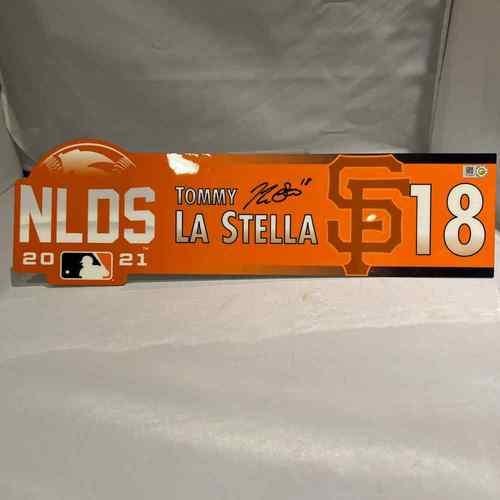 NLDS
20 21
TOMMY
LA STELLA
SF
18